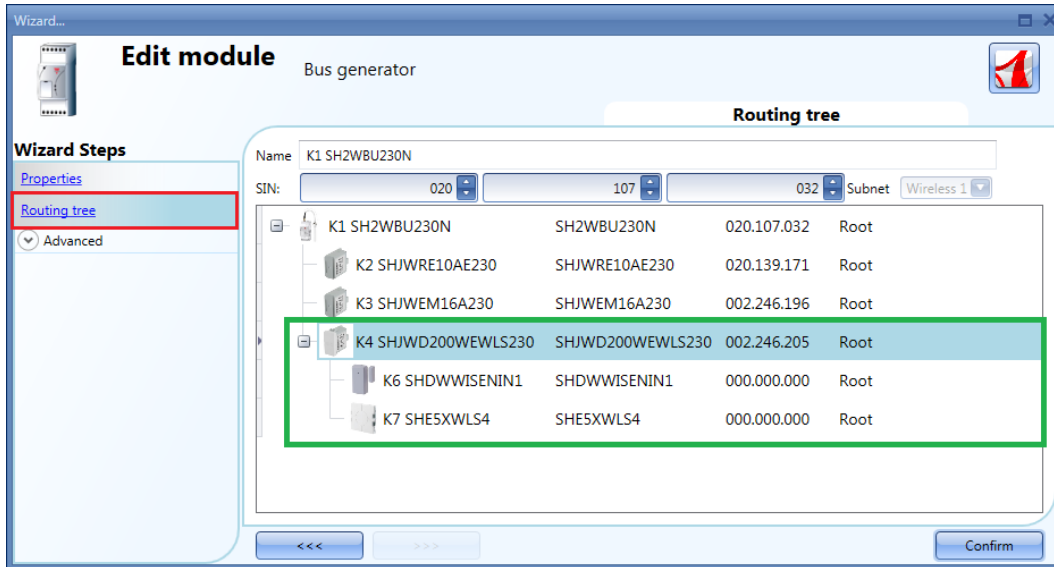 Wizard...
Edit module
Bus generator
Routing tree
Wizard Steps
Properties
Routing tree
Advanced
Name K1 SH2WBU230N
SIN: 020 107 032 Subnet Wireless 1
K1 SH2WBU230N SH2WBU230N 020.107.032 Root
K2 SHJWRE10AE230 SHJWRE10AE230 020.139.171 Root
K3 SHJWEM16A230 SHJWEM16A230 002.246.196 Root
K4 SHJWD200WEWLS230 SHJWD200WEWLS230 002.246.205 Root
K6 SHDWWISENIN1 SHDWWISENIN1 000.000.000 Root
K7 SHE5XWLS4 SHE5XWLS4 000.000.000 Root
<<< >>> Confirm